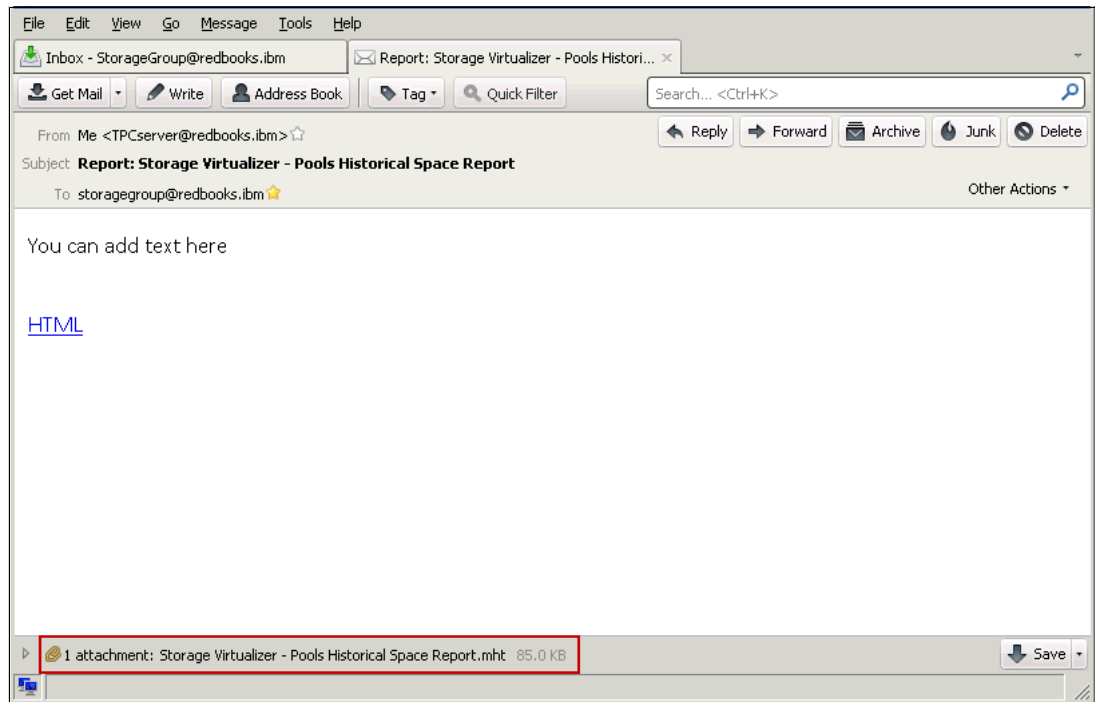 File Edit View Go Message Tools Help
Inbox - StorageGroup@redbooks.ibm Report: Storage Virtualizer - Pools Histori...
Get Mail Write Address Book Tag Quick Filter Search... <Ctrl+K>
From Me <TPCserver@redbooks.ibm> Reply Forward Archive Junk Delete
Subject Report: Storage Virtualizer - Pools Historical Space Report
To storagegroup@redbooks.ibm Other Actions
You can add text here
HTML
1 attachment: Storage Virtualizer - Pools Historical Space Report.mht 85.0 KB Save